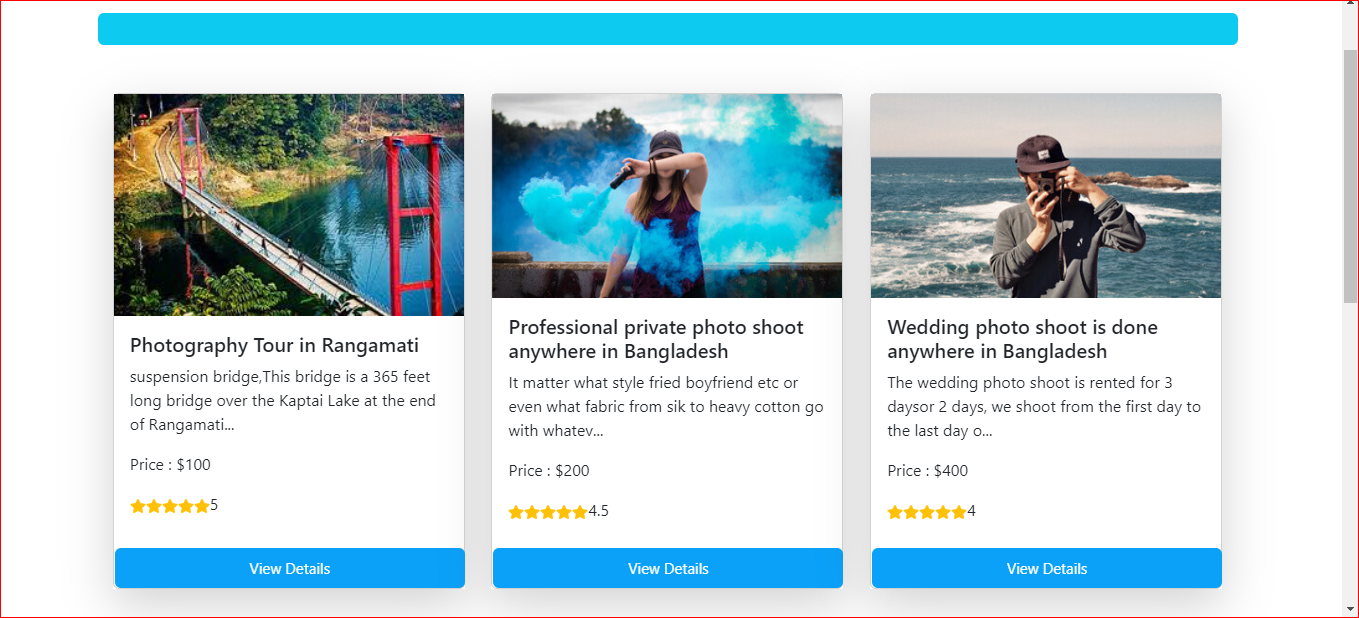 Photography Tour in Rangamati
suspension bridge,This bridge is a 365 feet
long bridge over the Kaptai Lake at the end
of Rangamati...
Price : $100
5
View Details
Professional private photo shoot
anywhere in Bangladesh
It matter what style fried boyfriend etc or
even what fabric from sik to heavy cotton go
with whatev...
Price : $200
4.5
View Details
Wedding photo shoot is done
anywhere in Bangladesh
The wedding photo shoot is rented for 3
daysor 2 days, we shoot from the first day to
the last day o...
Price : $400
4
View Details